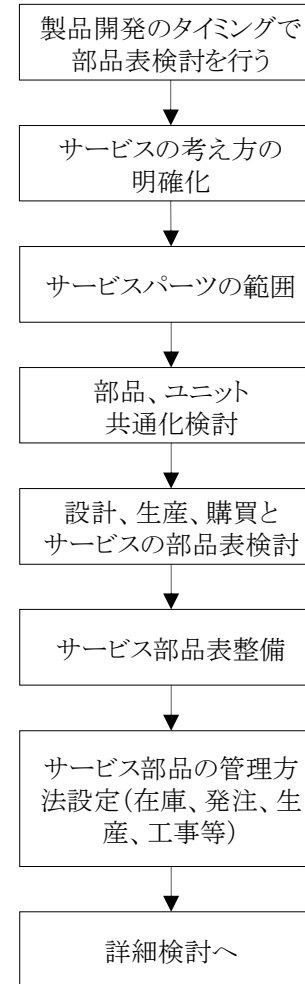 製品開発のタイミングで
部品表検討を行う
サービスの考え方の
明確化
サービスパーツの範囲
部品、ユニット
共通化検討
設計、生産、購買と
サービスの部品表検討
サービス部品表整備
サービス部品の管理方
法設定(在庫、発注、生
産、工事等)
詳細検討へ